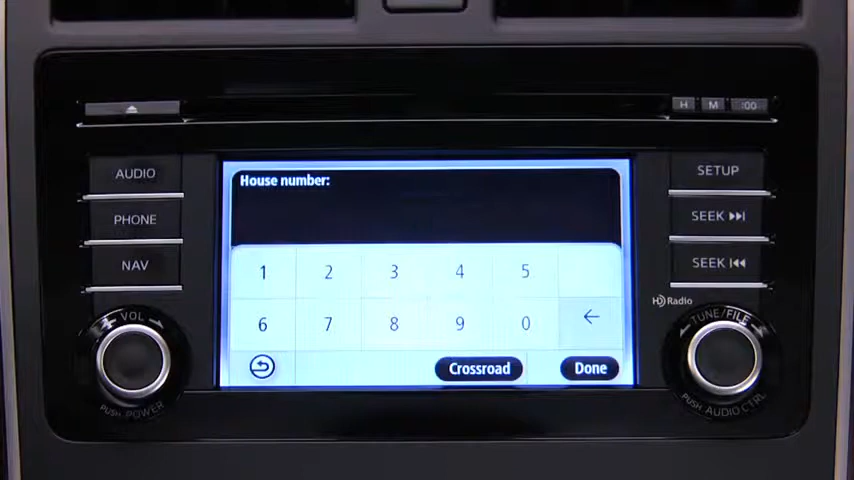 H M :00
AUDIO
PHONE
NAV
VOL
PUSH POWER
House number:
1 2 3 4 5
6 7 8 9 0
Crossroad Done
SETUP
SEEK
SEEK
HD Radio
TUNE/FILE
PUSH AUDIO CTRL